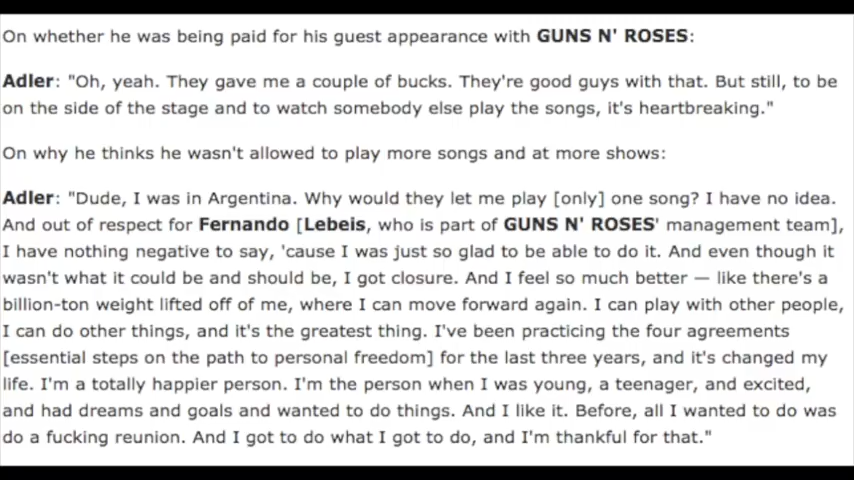 On whether he was being paid for his guest appearance with GUNS N' ROSES:
Adler: "Oh, yeah. They gave me a couple of bucks. They're good guys with that. But still, to be
on the side of the stage and to watch somebody else play the songs, it's heartbreaking."
On why he thinks he wasn't allowed to play more songs and at more shows:
Adler: "Dude, I was in Argentina. Why would they let me play [only] one song? I have no idea.
And out of respect for Fernando [Lebeis, who is part of GUNS N' ROSES' management team],
I have nothing negative to say, 'cause I was just so glad to be able to do it. And even though it
wasn't what it could be and should be, I got closure. And I feel so much better — like there's a
billion-ton weight lifted off of me, where I can move forward again. I can play with other people,
I can do other things, and it's the greatest thing. I've been practicing the four agreements
[essential steps on the path to personal freedom] for the last three years, and it's changed my
life. I'm a totally happier person. I'm the person when I was young, a teenager, and excited,
and had dreams and goals and wanted to do things. And I like it. Before, all I wanted to do was
do a fucking reunion. And I got to do what I got to do, and I'm thankful for that."